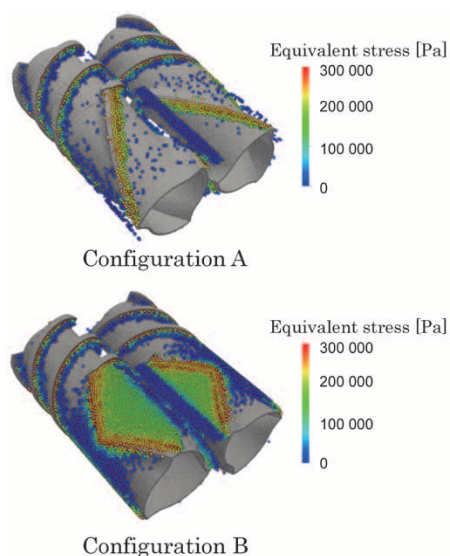 Equivalent stress [Pa]
300 000
200 000
100 000
0
Configuration A
Equivalent stress [Pa]
300 000
200 000
100 000
0
Configuration B